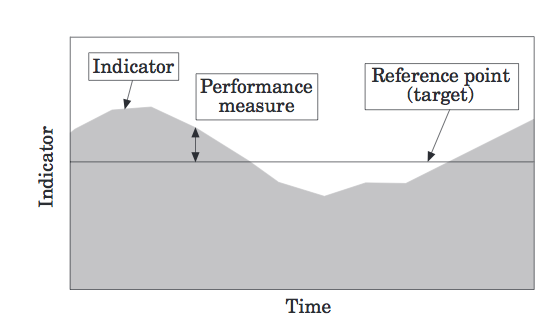 Indicator
Performance
measure
Reference point
(target)
Indicator
Time